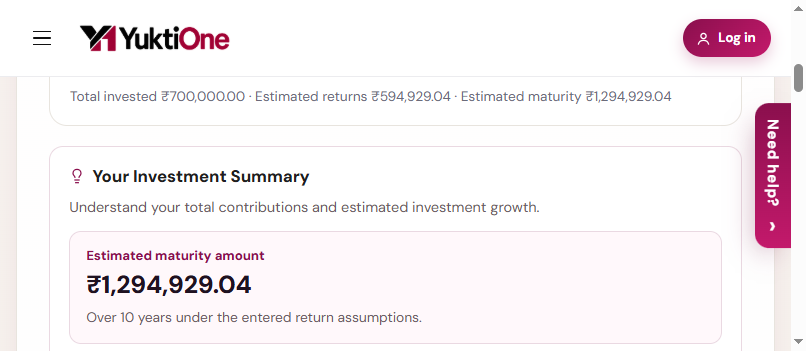 YuktiOne
Log in
Total invested ₹700,000.00 · Estimated returns ₹594,929.04 · Estimated maturity ₹1,294,929.04
Need help?
Your Investment Summary
Understand your total contributions and estimated investment growth.
Estimated maturity amount
₹1,294,929.04
Over 10 years under the entered return assumptions.